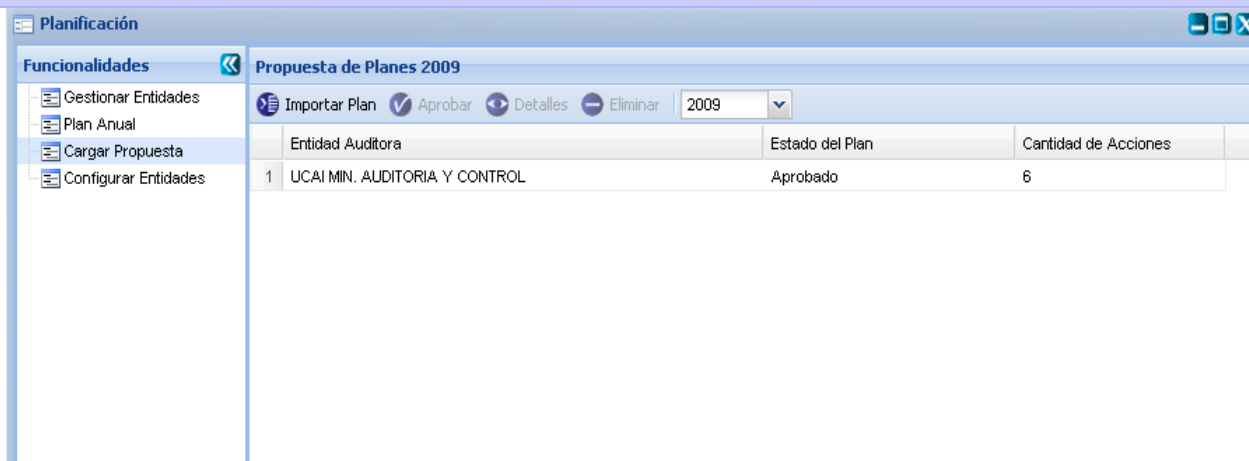 Planificación
Funcionalidades
Gestionar Entidades
Plan Anual
Cargar Propuesta
Configurar Entidades
Propuesta de Planes 2009
Importar Plan Aprobar Detalles Eliminar 2009
Entidad Auditora Estado del Plan Cantidad de Acciones
1 UCAI MIN. AUDITORIA Y CONTROL Aprobado 6